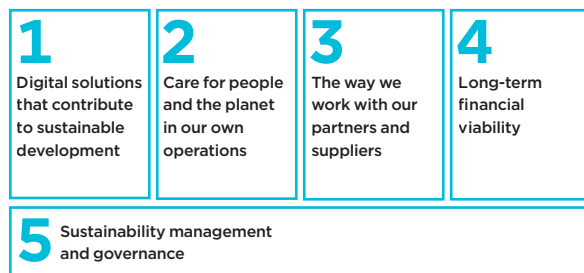 1
Digital solutions
that contribute
to sustainable
development
2
Care for people
and the planet
in our own
operations
3
The way we
work with our
partners and
suppliers
4
Long-term
financial
viability
5
Sustainability management
and governance